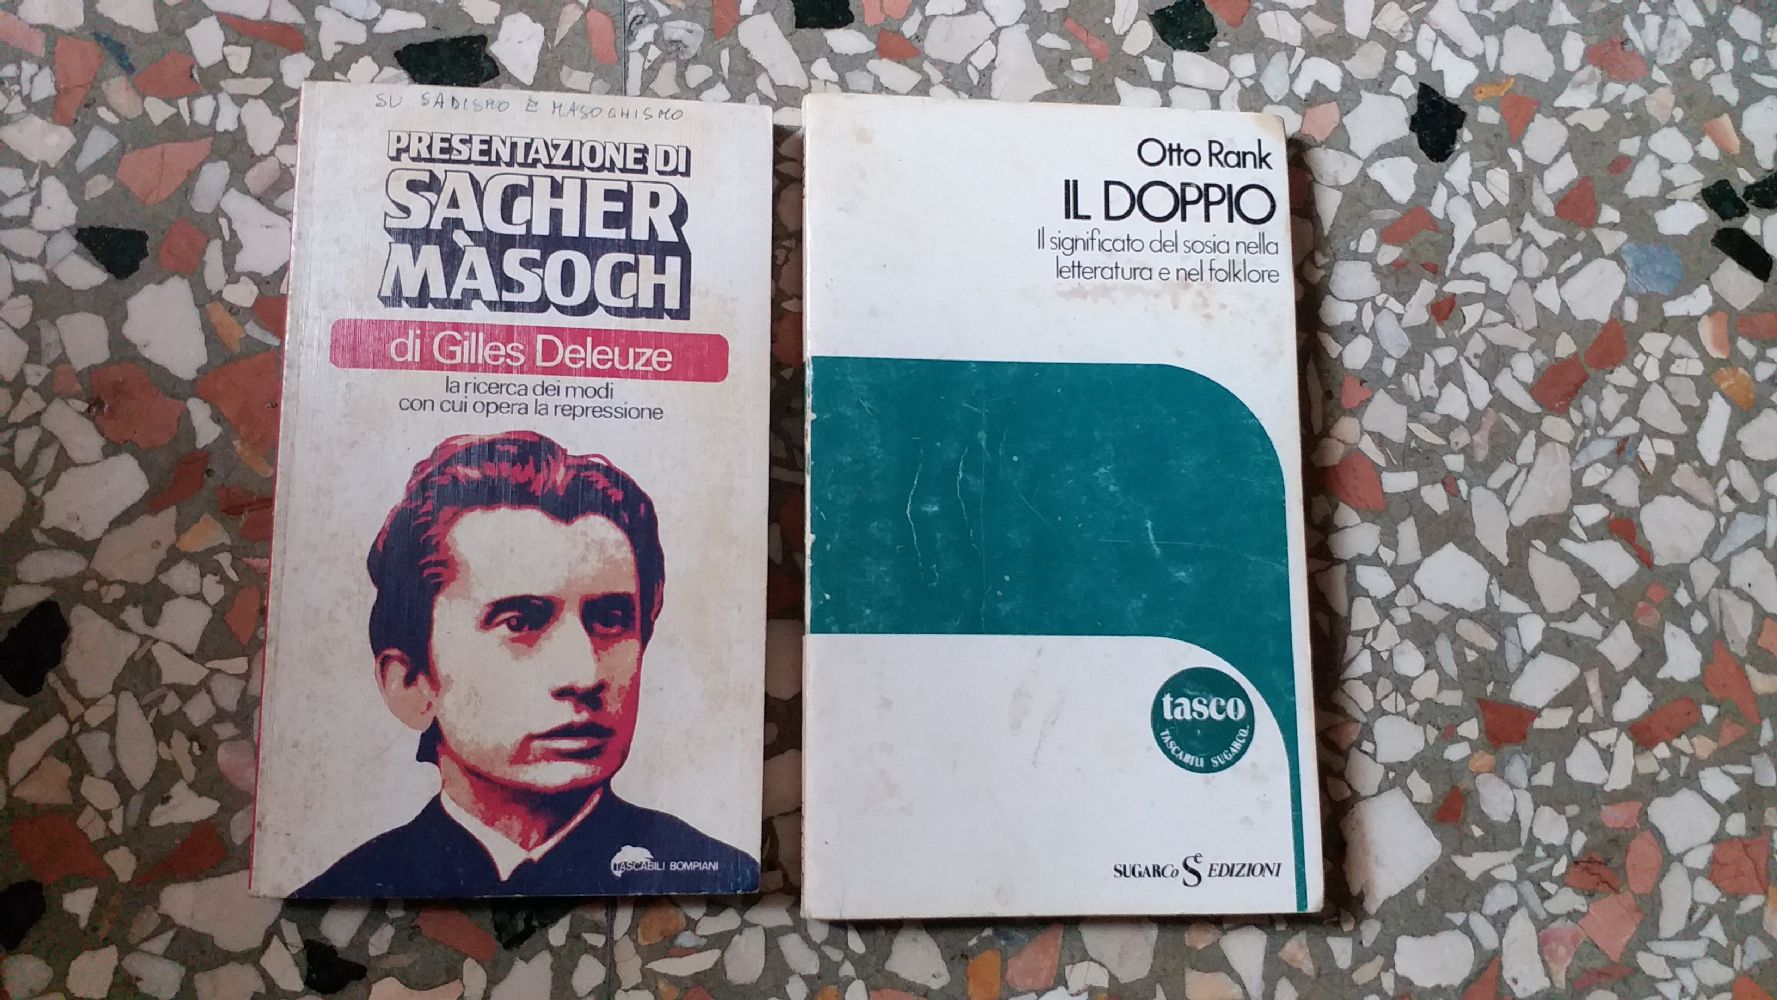 SU SADISMO E MASOCHISMO
PRESENTAZIONE DI
SACHER
MÀSOCH
di Gilles Deleuze
la ricerca dei modi
con cui opera la repressione
TASCABILI BOMPIANI
Otto Rank
IL DOPPIO
Il significato del sosia nella
letteratura e nel folklore
tasco
TASCABILI SUGARCO
SUGARCo Se EDIZIONI